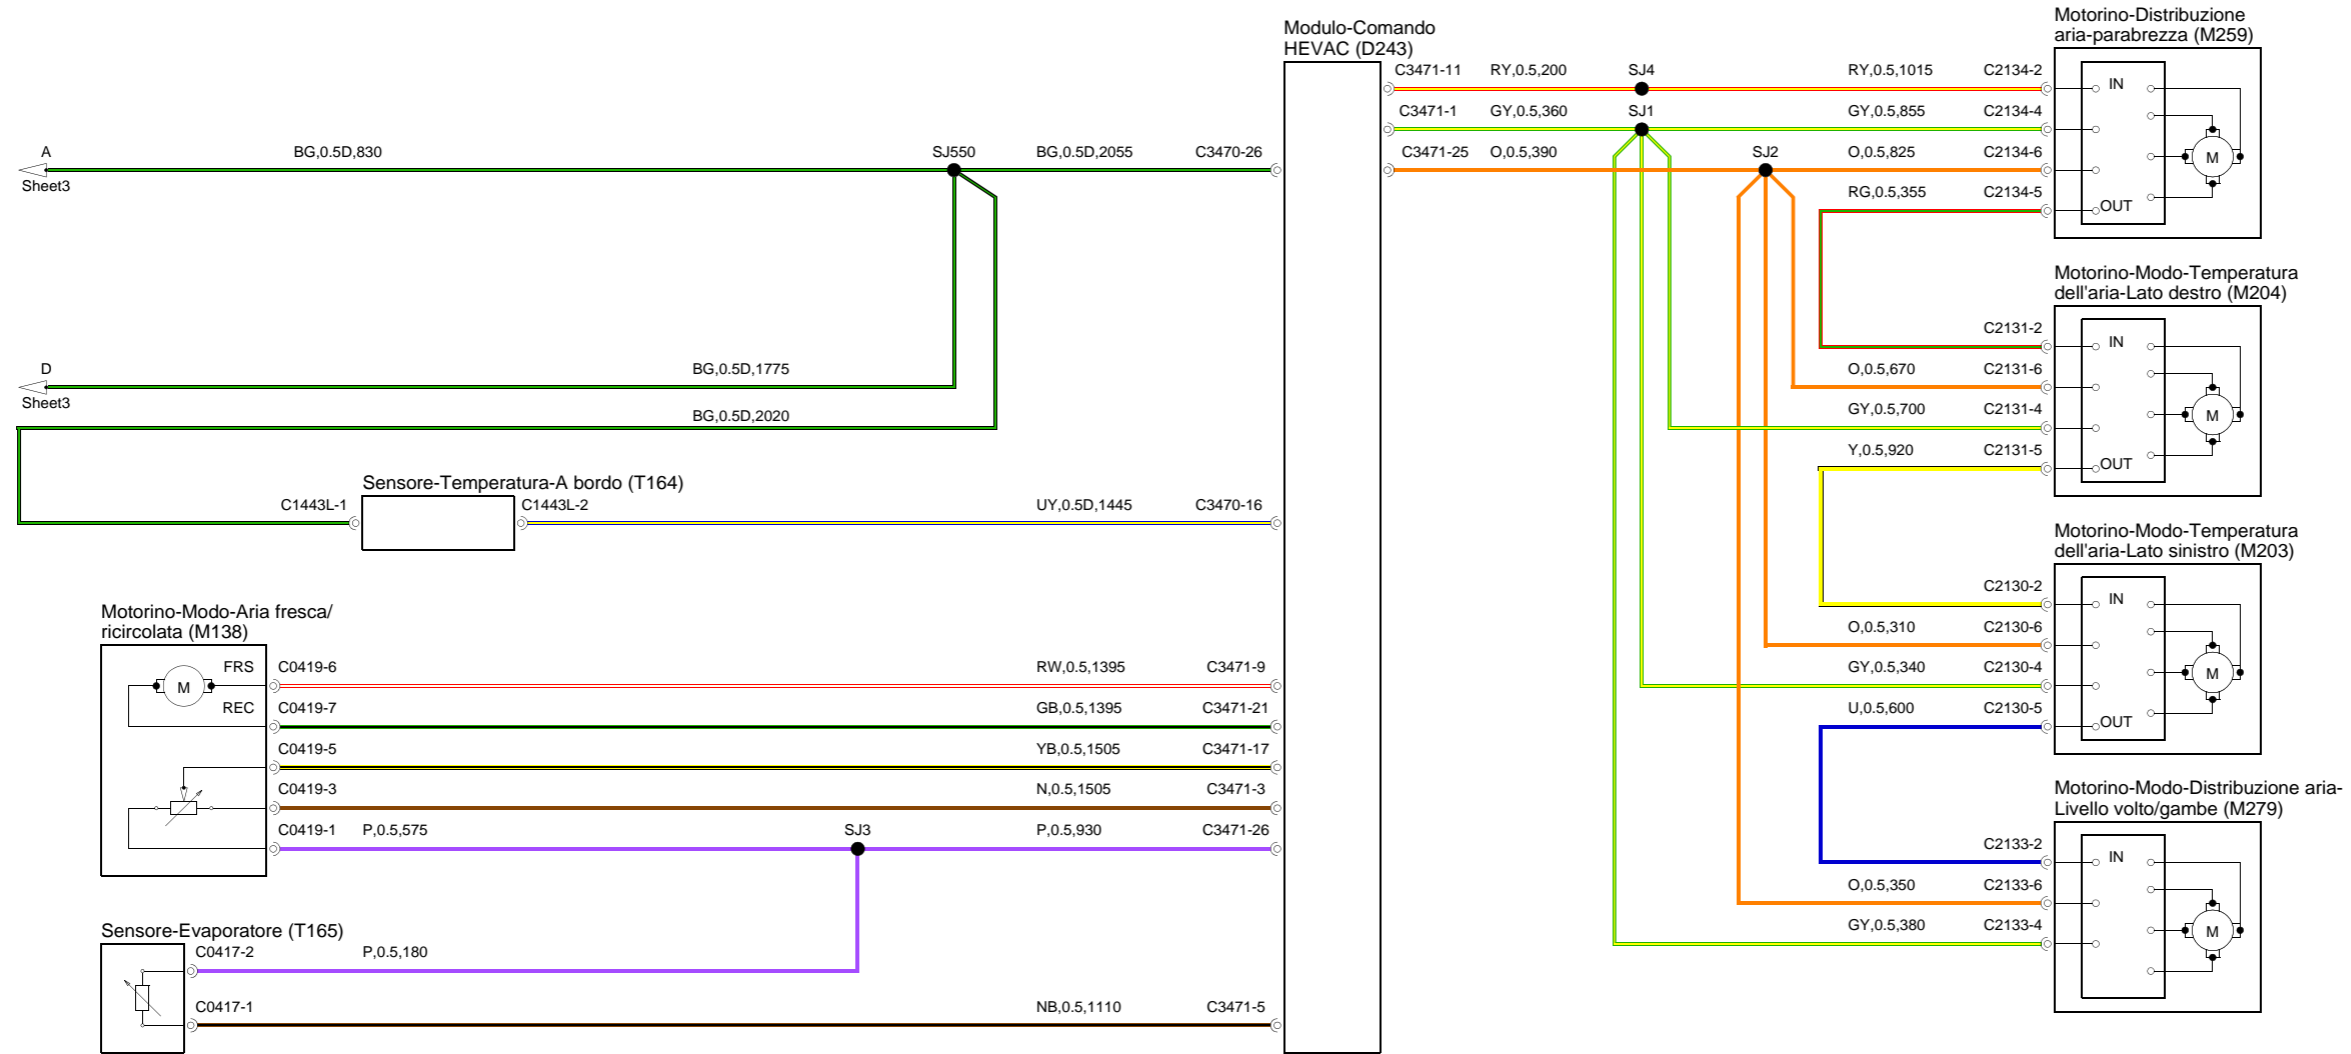 Modulo-Comando
HEVAC (D243)
Motorino-Distribuzione
aria-parabrezza (M259)
C3471-11 RY,0.5,200 SJ4 RY,0.5,1015 C2134-2 IN
C3471-1 GY,0.5,360 SJ1 GY,0.5,855 C2134-4
A BG,0.5D,830 SJ550 BG,0.5D,2055 C3470-26 C3471-25 O,0.5,390 SJ2 O,0.5,825 C2134-6 M
Sheet3 RG,0.5,355 C2134-5 OUT
Motorino-Modo-Temperatura
dell'aria-Lato destro (M204)
C2131-2 IN
D BG,0.5D,1775 O,0.5,670 C2131-6
Sheet3
BG,0.5D,2020 GY,0.5,700 C2131-4 M
Y,0.5,920 C2131-5 OUT
Sensore-Temperatura-A bordo (T164)
C1443L-1 C1443L-2 UY,0.5D,1445 C3470-16
Motorino-Modo-Temperatura
dell'aria-Lato sinistro (M203)
C2130-2 IN
Motorino-Modo-Aria fresca/
ricircolata (M138)
O,0.5,310 C2130-6
M FRS C0419-6 RW,0.5,1395 C3471-9 GY,0.5,340 C2130-4 M
REC C0419-7 GB,0.5,1395 C3471-21 U,0.5,600 C2130-5 OUT
C0419-5 YB,0.5,1505 C3471-17
C0419-3 N,0.5,1505 C3471-3
Motorino-Modo-Distribuzione aria-
Livello volto/gambe (M279)
C0419-1 P,0.5,575 SJ3 P,0.5,930 C3471-26 C2133-2 IN
O,0.5,350 C2133-6
GY,0.5,380 C2133-4 M
Sensore-Evaporatore (T165)
C0417-2 P,0.5,180
C0417-1 NB,0.5,1110 C3471-5